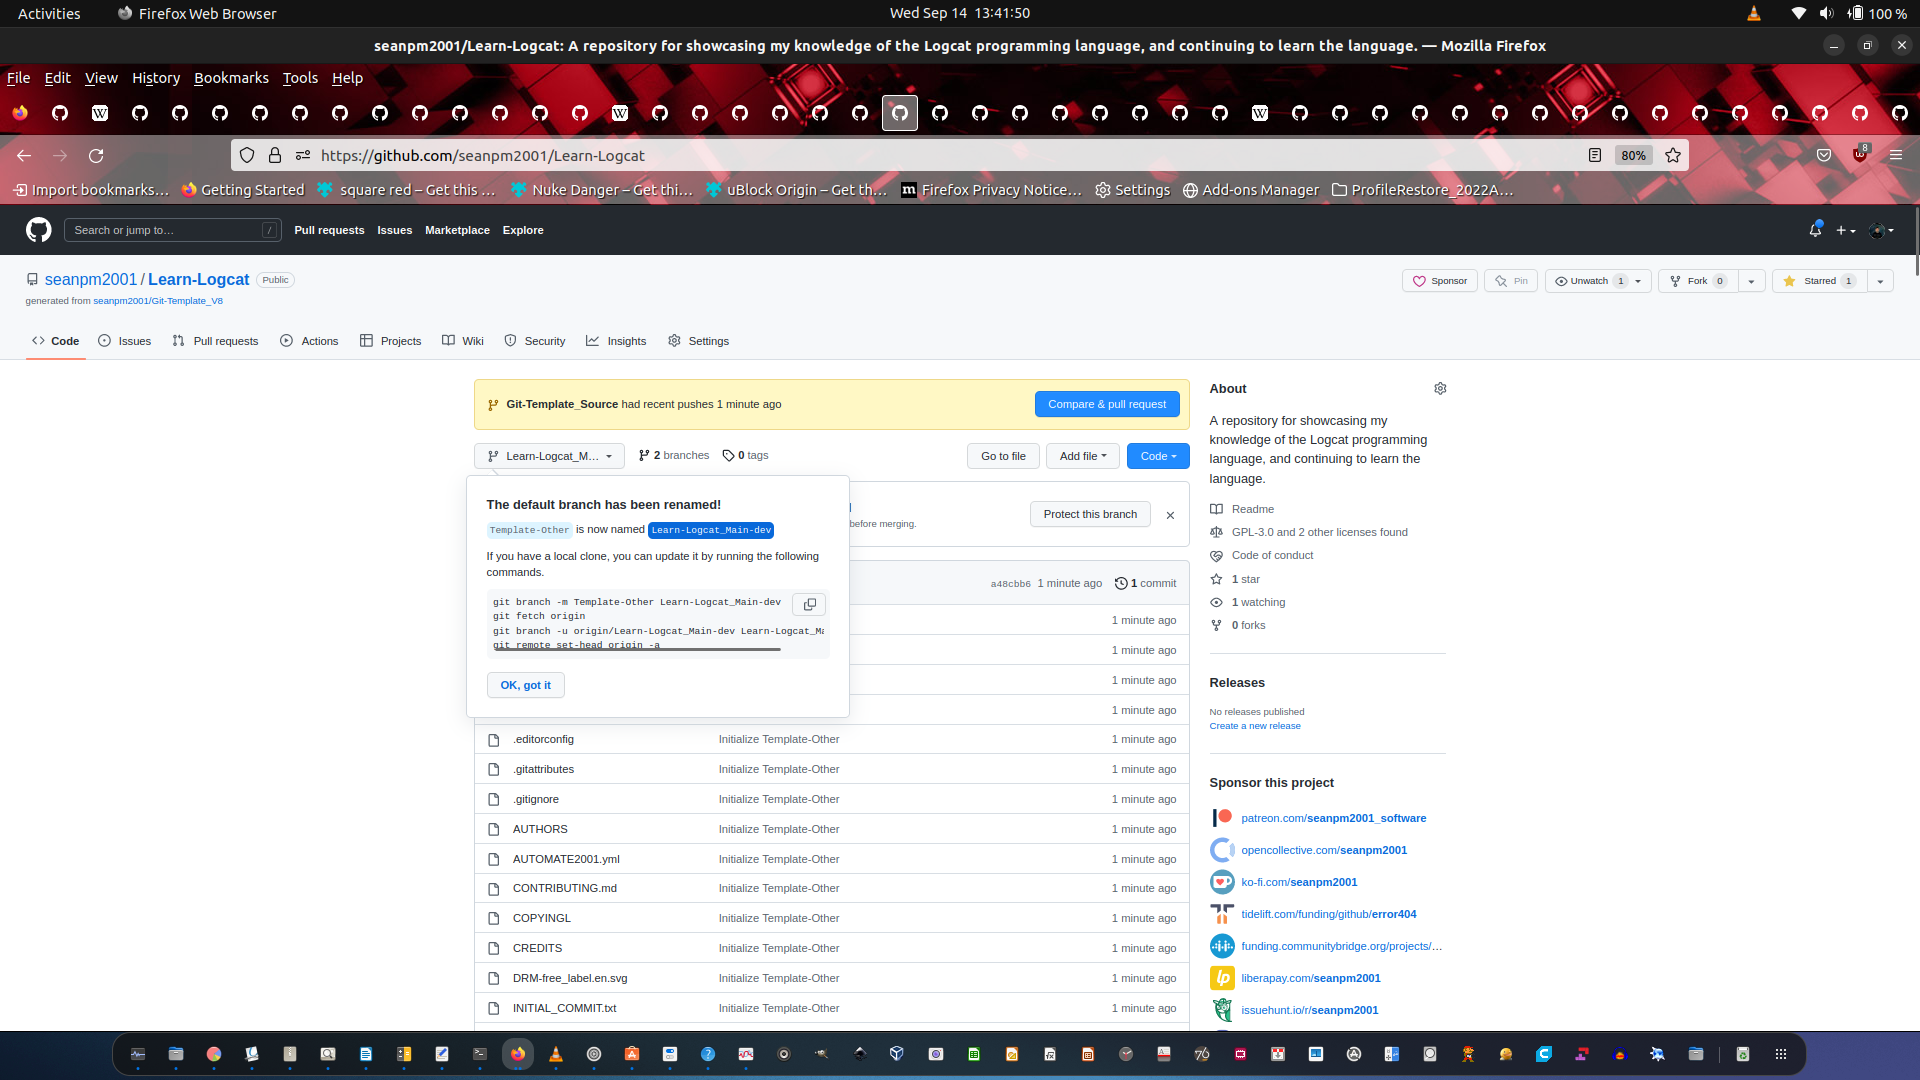 Activities
Firefox Web Browser
Wed Sep 14  13:41:50
100 %
seanpm2001/Learn-Logcat: A repository for showcasing my knowledge of the Logcat programming language, and continuing to learn the language. — Mozilla Firefox
File Edit View History Bookmarks Tools Help
https://github.com/seanpm2001/Learn-Logcat
80%
8
Import bookmarks… Getting Started square red – Get this … Nuke Danger – Get thi… uBlock Origin – Get th… Firefox Privacy Notice… Settings Add-ons Manager ProfileRestore_2022A…
Search or jump to…
/
Pull requests Issues Marketplace Explore
seanpm2001 / Learn-Logcat Public
generated from seanpm2001/Git-Template_V8
Sponsor Pin Unwatch 1 Fork 0 Starred 1
Code Issues Pull requests Actions Projects Wiki Security Insights Settings
Git-Template_Source had recent pushes 1 minute ago
Compare & pull request
Learn-Logcat_M… 2 branches 0 tags
Go to file Add file Code
The default branch has been renamed!
Template-Other is now named Learn-Logcat_Main-dev
If you have a local clone, you can update it by running the following
commands.
git branch -m Template-Other Learn-Logcat_Main-dev
git fetch origin
git branch -u origin/Learn-Logcat_Main-dev Learn-Logcat_Ma
git remote set-head origin -a
OK, got it
before merging.
Protect this branch
a48cbb6 1 minute ago 1 commit
1 minute ago
1 minute ago
1 minute ago
1 minute ago
.editorconfig Initialize Template-Other 1 minute ago
.gitattributes Initialize Template-Other 1 minute ago
.gitignore Initialize Template-Other 1 minute ago
AUTHORS Initialize Template-Other 1 minute ago
AUTOMATE2001.yml Initialize Template-Other 1 minute ago
CONTRIBUTING.md Initialize Template-Other 1 minute ago
COPYINGL Initialize Template-Other 1 minute ago
CREDITS Initialize Template-Other 1 minute ago
DRM-free_label.en.svg Initialize Template-Other 1 minute ago
INITIAL_COMMIT.txt Initialize Template-Other 1 minute ago
About
A repository for showcasing my
knowledge of the Logcat programming
language, and continuing to learn the
language.
Readme
GPL-3.0 and 2 other licenses found
Code of conduct
1 star
1 watching
0 forks
Releases
No releases published
Create a new release
Sponsor this project
patreon.com/seanpm2001_software
opencollective.com/seanpm2001
ko-fi.com/seanpm2001
tidelift.com/funding/github/error404
funding.communitybridge.org/projects/…
liberapay.com/seanpm2001
issuehunt.io/r/seanpm2001